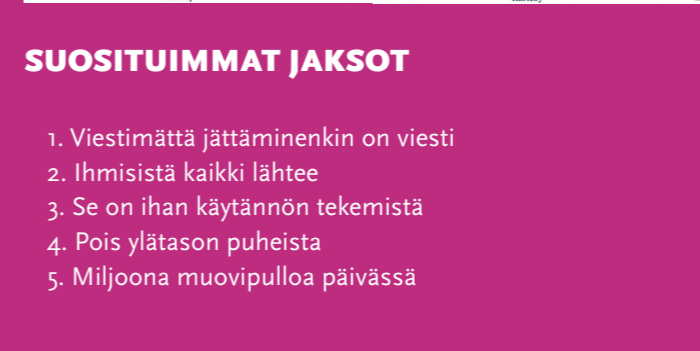 SUOSITUIMMAT JAKSOT
1. Viestimättä jättäminenkin on viesti
2. Ihmisistä kaikki lähtee
3. Se on ihan käytännön tekemistä
4. Pois ylätason puheista
5. Miljoona muovipulloa päivässä